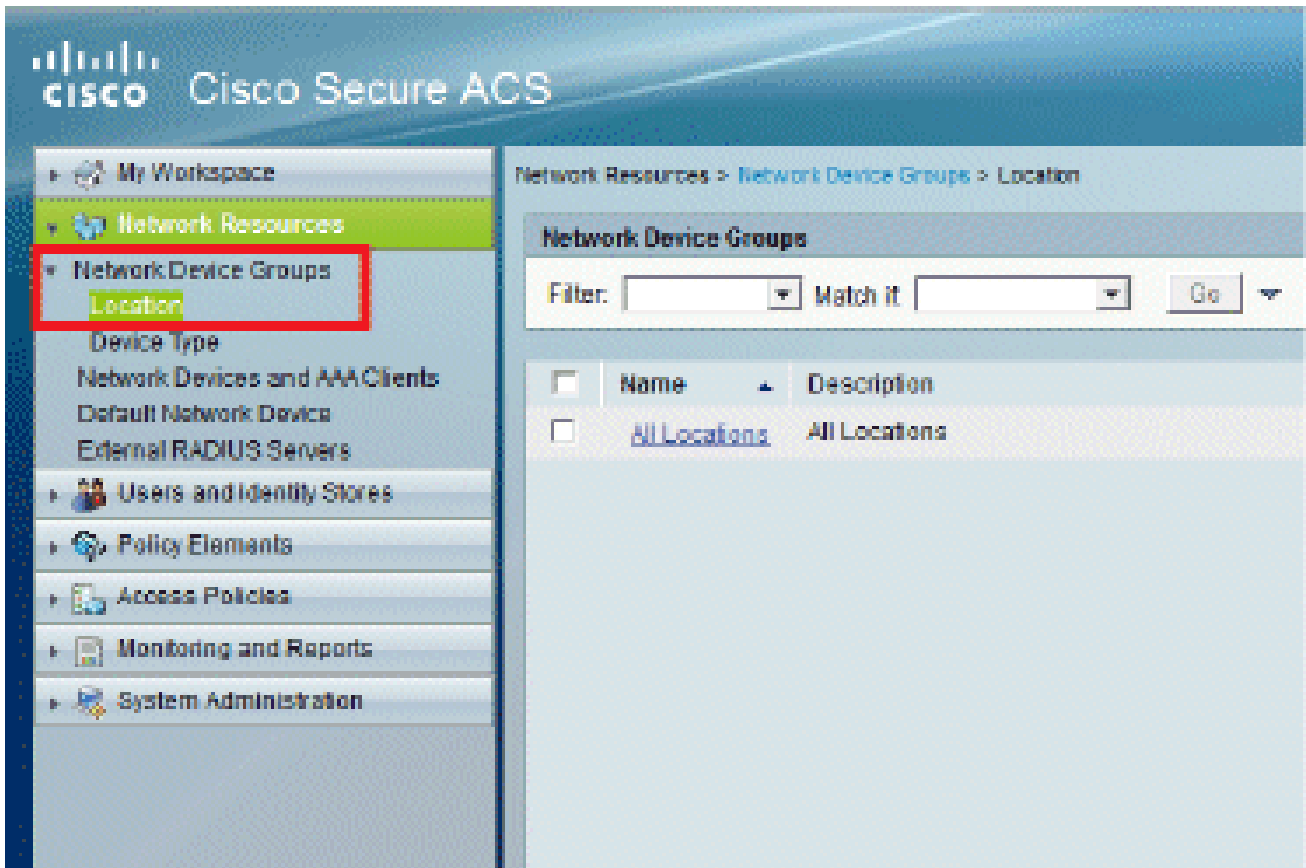 cisco Cisco Secure ACS
My Workspace
Network Resources
Network Device Groups
Location
Device Type
Network Devices and AAA Clients
Default Network Device
External RADIUS Servers
Users and Identity Stores
Policy Elements
Access Policies
Monitoring and Reports
System Administration
Network Resources > Network Device Groups > Location
Network Device Groups
Filter: Match if: Go
Name Description
All Locations All Locations